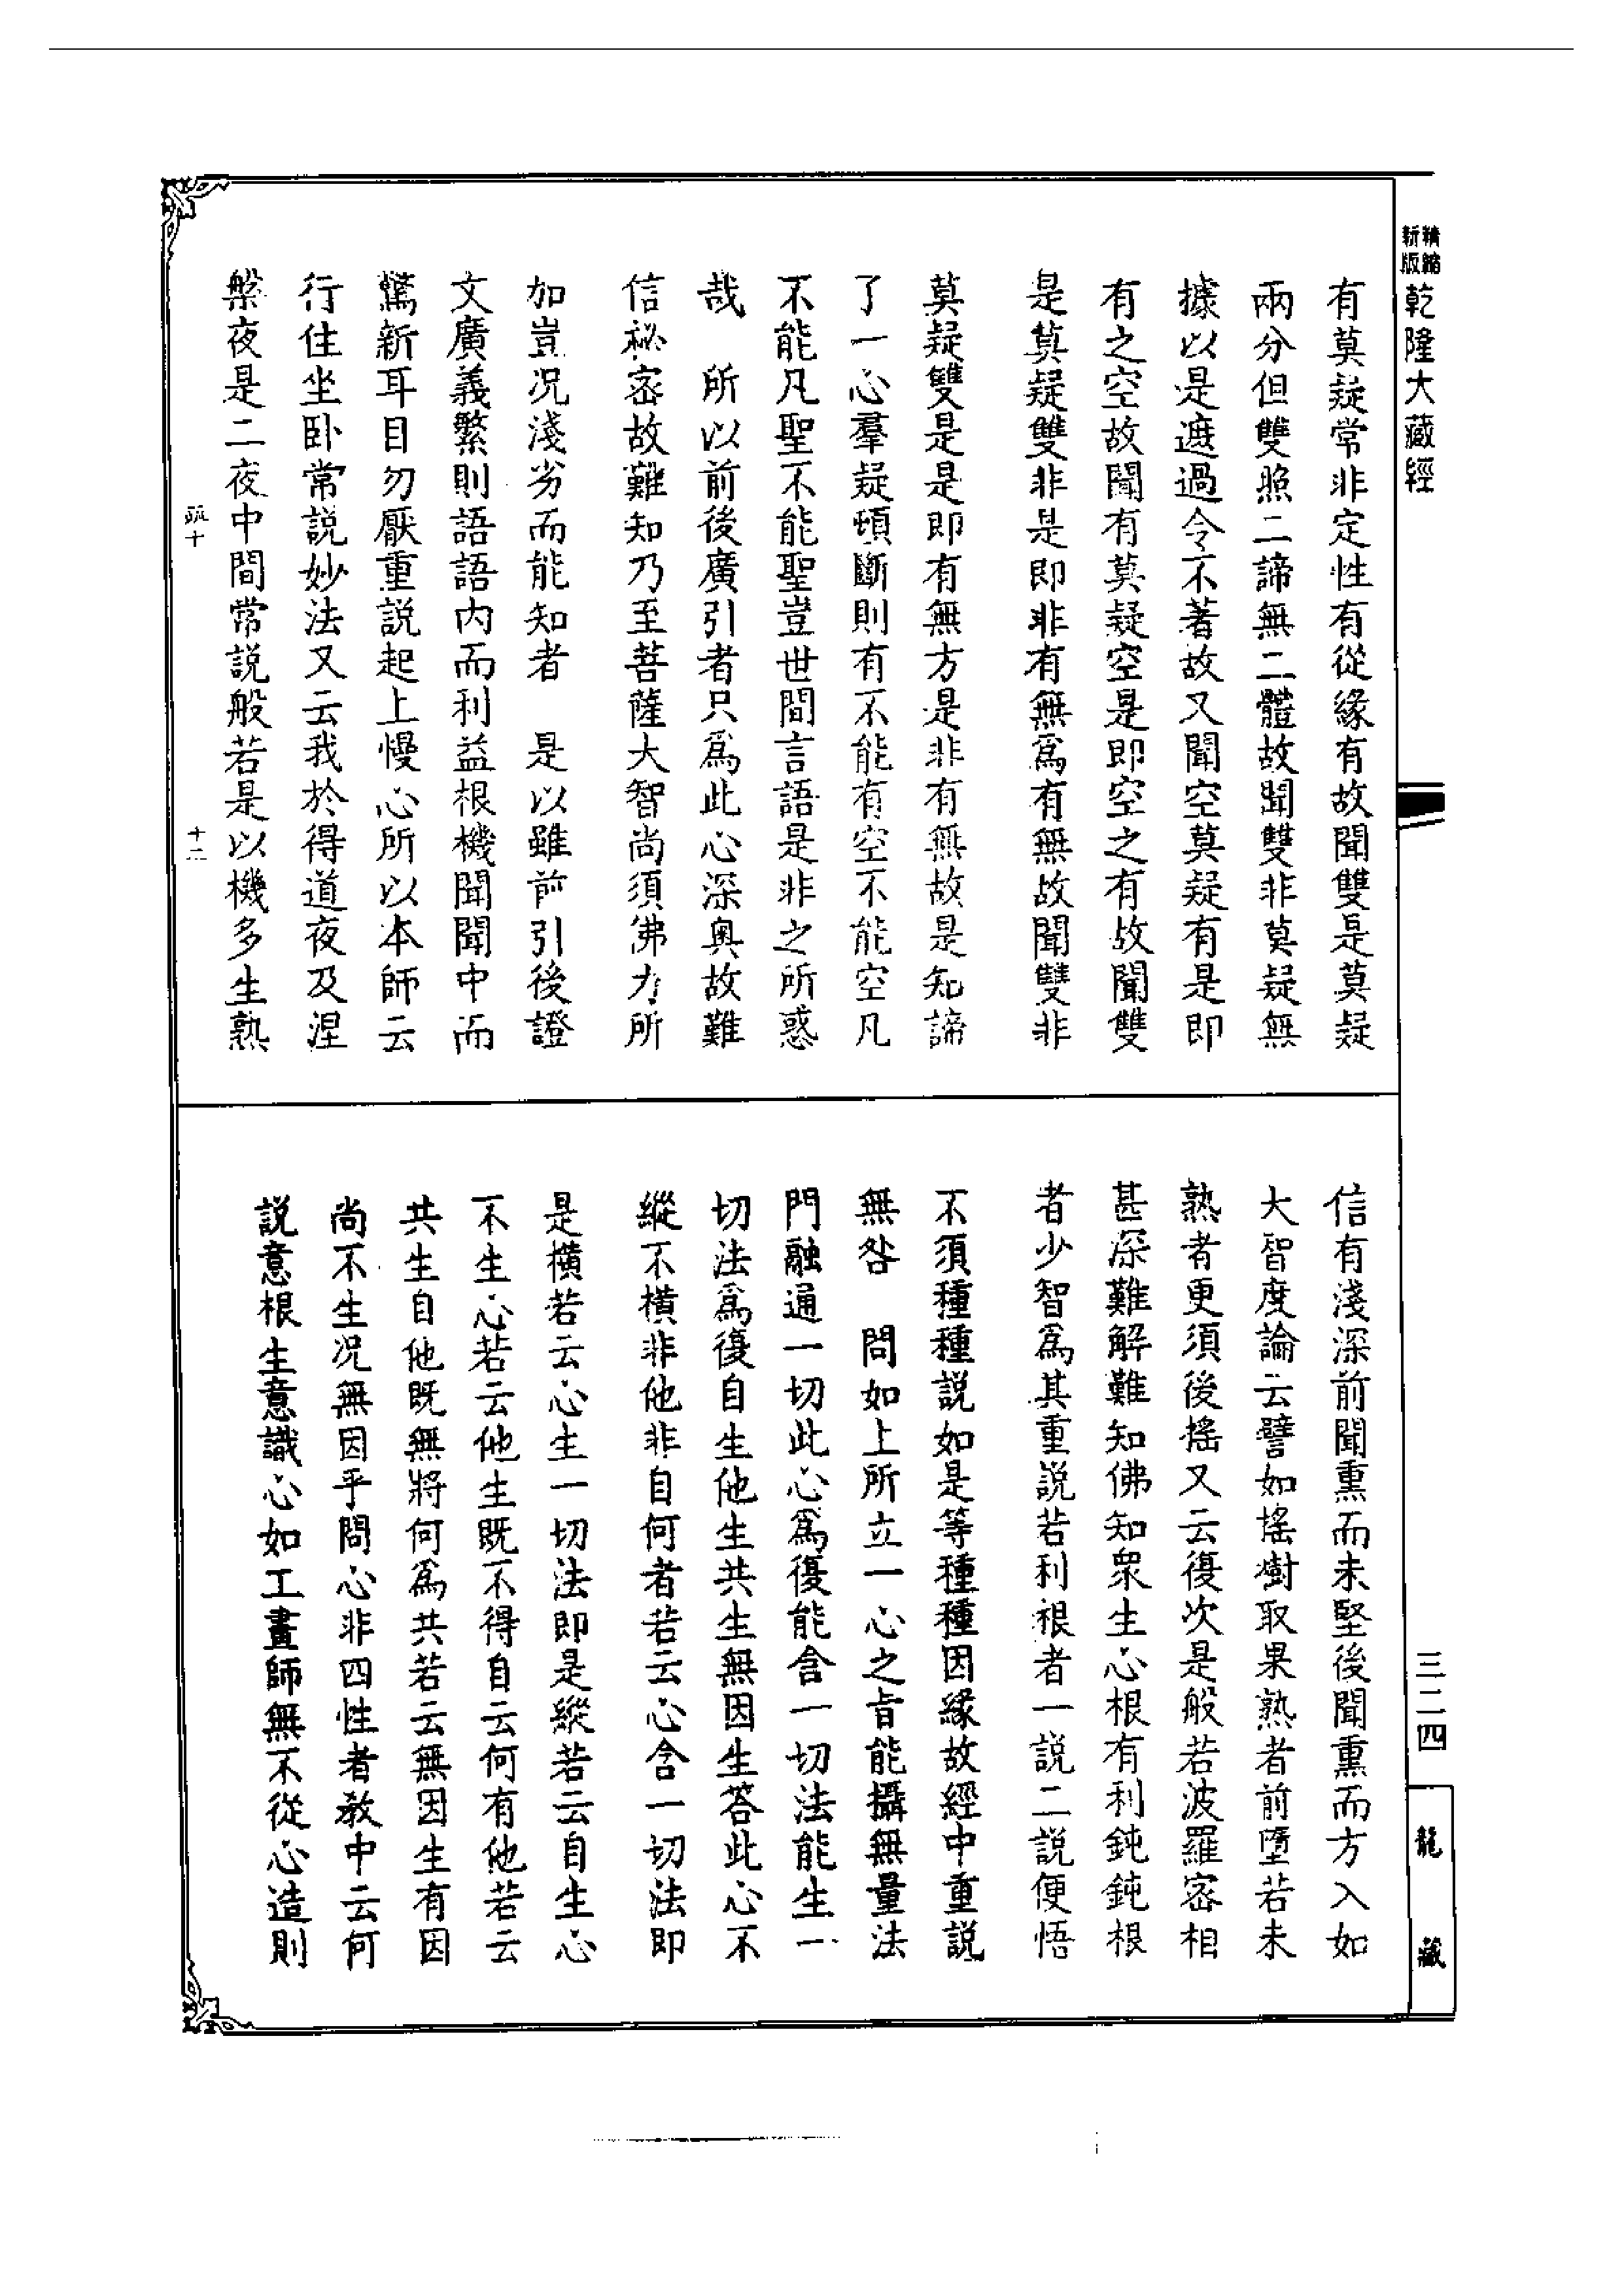 精縮新版乾隆大藏經
有莫疑常非定性有從緣有故聞雙是莫疑
兩分但雙照二諦無二體故聞雙非莫疑無
據以是遮過令不著故又聞空莫疑有是即
有之空故聞有莫疑空是即空之有故聞雙
是莫疑雙非是即非有無爲有無故聞雙非
莫疑雙是是即有無方是非有無故是知諦
了一心羣疑頓斷則有不能有空不能空凡
不能凡聖不能聖豈世間言語是非之所惑
哉　所以前後廣引者只爲此心深奥故難
信秘密故難知乃至菩薩大智尚須佛力所
加豈況淺劣而能知者　是以雖前引後證
文廣義繁則語語內而利益根機聞聞中而
驚新耳目勿厭重説起上慢心所以本師云
行住坐卧常説妙法又云我於得道夜及涅
槃夜是二夜中間常説般若是以機多生熟
十二
信有淺深前聞熏而未堅後聞熏而方入如
大智度論云譬如搖樹取果熟者前墮若未
熟者更須後搖又云復次是般若波羅密相
甚深難解難知佛知衆生心根有利鈍鈍根
者少智爲其重説若利根者一説二説便悟
不須種種説如是等種種因緣故經中重説
無咎　問如上所立一心之旨能攝無量法
門融通一切此心爲復能含一切法能生一
切法爲復自生他生共生無因生答此心不
縱不橫非他非自何者若云心含一切法即
是橫若云心生一切法即是縱若云自生心
不生心若云他生既不得自云何有他若云
共生自他既無將何爲共若云無因生有因
尚不生況無因乎問心非四性者教中云何
説意根生意識心如工畫師無不從心造則
三二四
龍藏